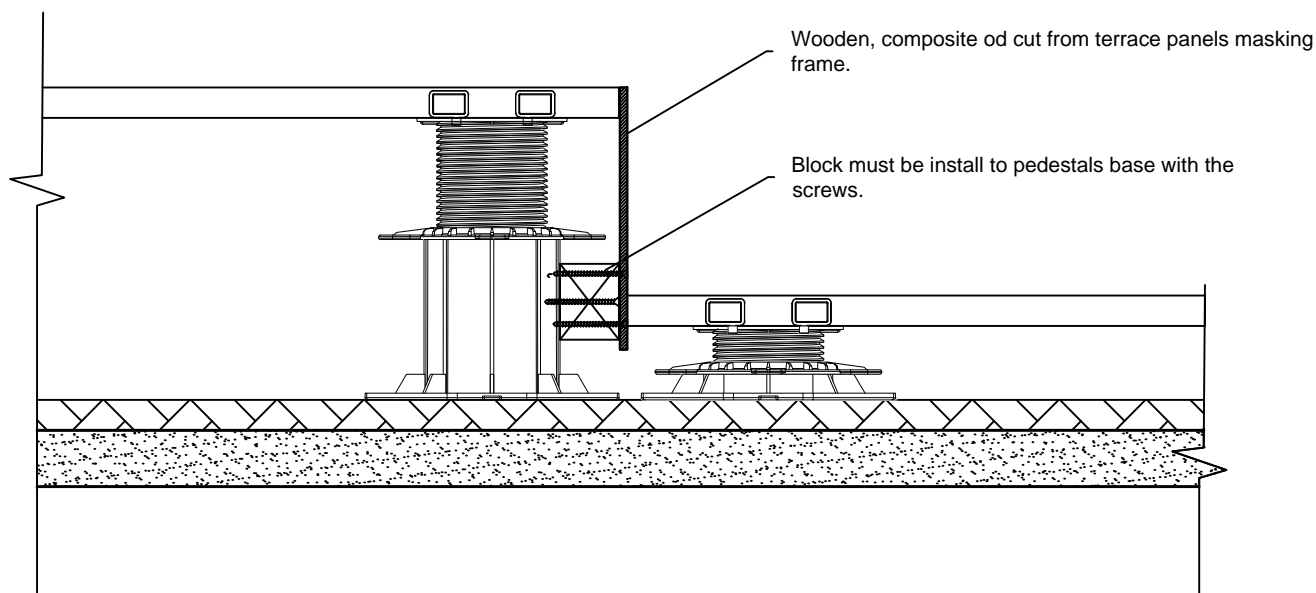 Wooden, composite od cut from terrace panels masking
frame.
Block must be install to pedestals base with the
screws.